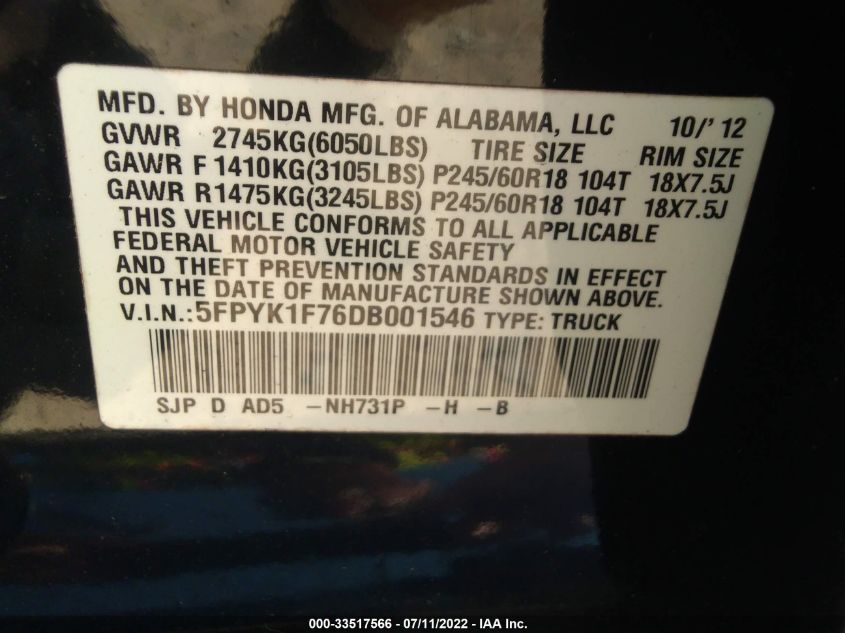 MFD. BY HONDA MFG. OF ALABAMA, LLC 10/' 12
GVWR 2745KG(6050LBS) TIRE SIZE RIM SIZE
GAWR F 1410KG(3105LBS) P245/60R18 104T 18X7.5J
GAWR R1475KG(3245LBS) P245/60R18 104T 18X7.5J
THIS VEHICLE CONFORMS TO ALL APPLICABLE
FEDERAL MOTOR VEHICLE SAFETY
AND THEFT PREVENTION STANDARDS IN EFFECT
ON THE DATE OF MANUFACTURE SHOWN ABOVE.
V.I.N.:5FPYK1F76DB001546 TYPE: TRUCK
SJP D AD5 -NH731P -H -B
000-33517566 - 07/11/2022 - IAA Inc.